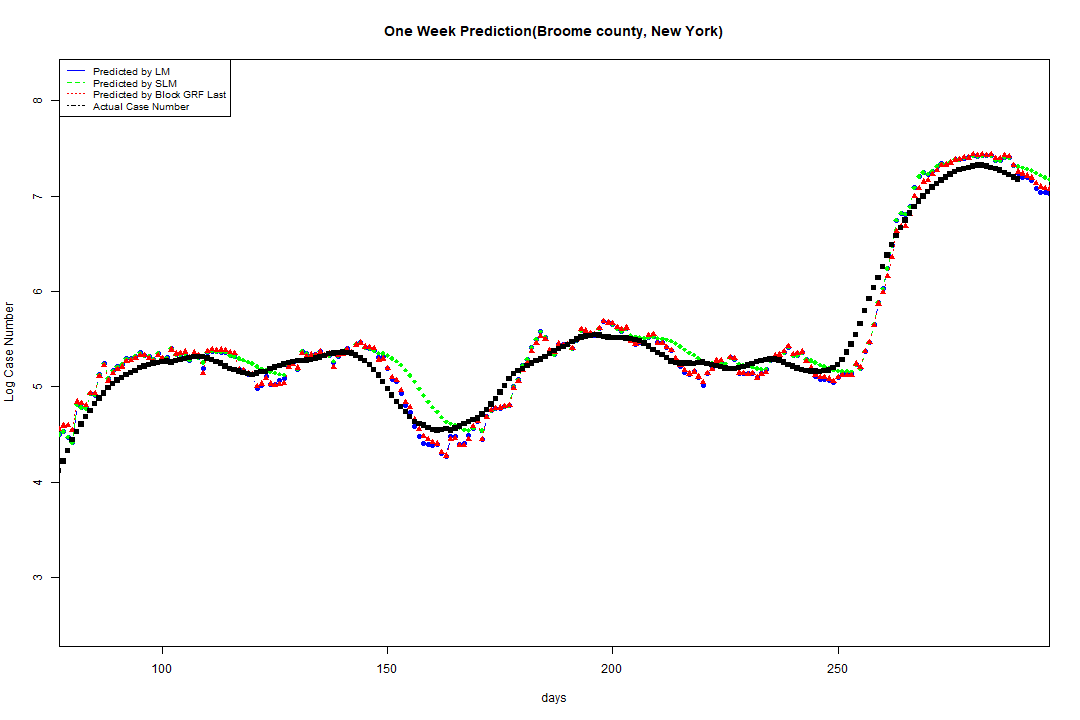 One Week Prediction(Broome county, New York)
Predicted by LM
Predicted by SLM
Predicted by Block GRF Last
Actual Case Number
8
7
6
5
4
3
Log Case Number
100 150 200 250
days